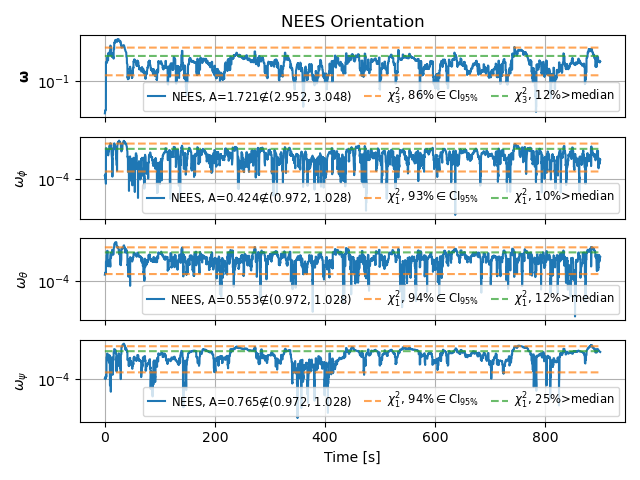 NEES Orientation
ω
10⁻¹
NEES, A=1.721∉(2.952, 3.048)
χ²₃, 86%∈CI₉₅%
χ²₃, 12%>median
ω_ϕ
10⁻⁴
NEES, A=0.424∉(0.972, 1.028)
χ²₁, 93%∈CI₉₅%
χ²₁, 10%>median
ω_θ
10⁻⁴
NEES, A=0.553∉(0.972, 1.028)
χ²₁, 94%∈CI₉₅%
χ²₁, 12%>median
ω_ψ
10⁻⁴
NEES, A=0.765∉(0.972, 1.028)
χ²₁, 94%∈CI₉₅%
χ²₁, 25%>median
0 200 400 600 800
Time [s]